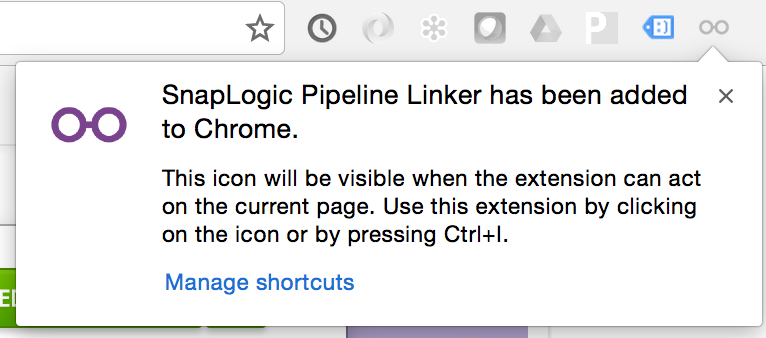 SnapLogic Pipeline Linker has been added
to Chrome.
This icon will be visible when the extension can act
on the current page. Use this extension by clicking
on the icon or by pressing Ctrl+I.
Manage shortcuts
ED